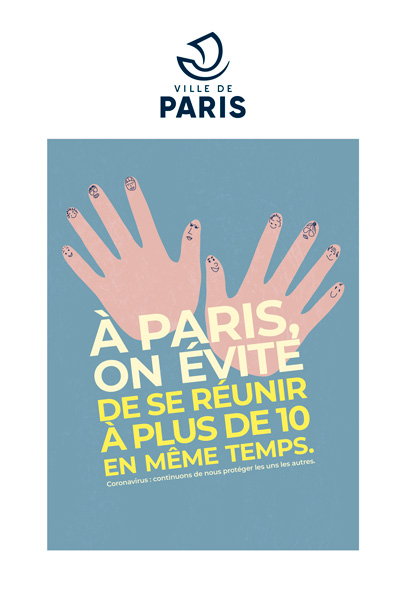 VILLE DE
PARIS
À PARIS,
ON ÉVITE
DE SE RÉUNIR
À PLUS DE 10
EN MÊME TEMPS.
Coronavirus : continuons de nous protéger les uns les autres.